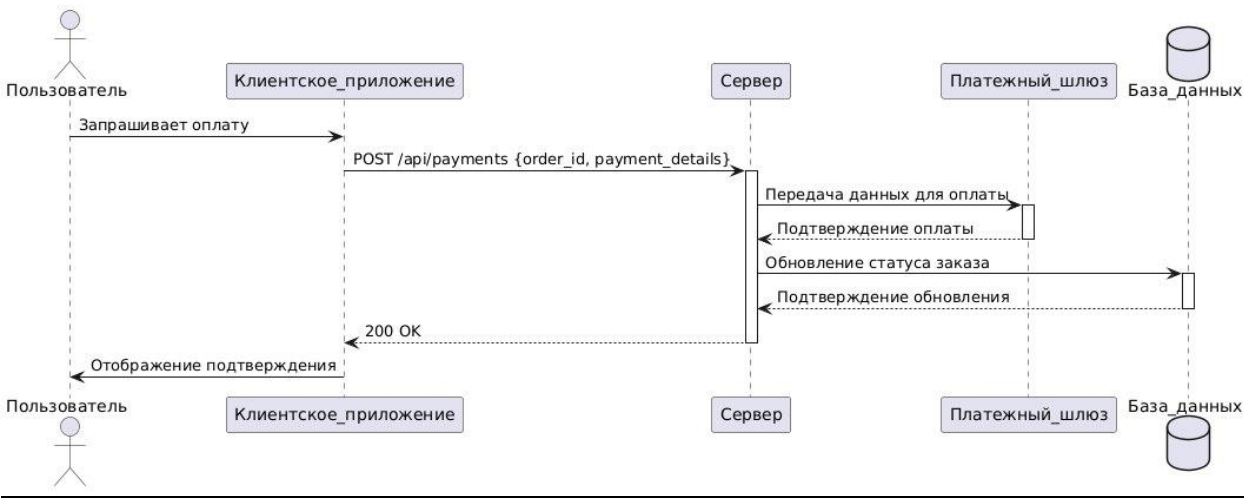 Пользователь
Клиентское_приложение
Сервер
Платежный_шлюз
База_данных
Запрашивает оплату
POST /api/payments {order_id, payment_details}
Передача данных для оплаты
Подтверждение оплаты
Обновление статуса заказа
Подтверждение обновления
200 OK
Отображение подтверждения
Пользователь
Клиентское_приложение
Сервер
Платежный_шлюз
База_данных